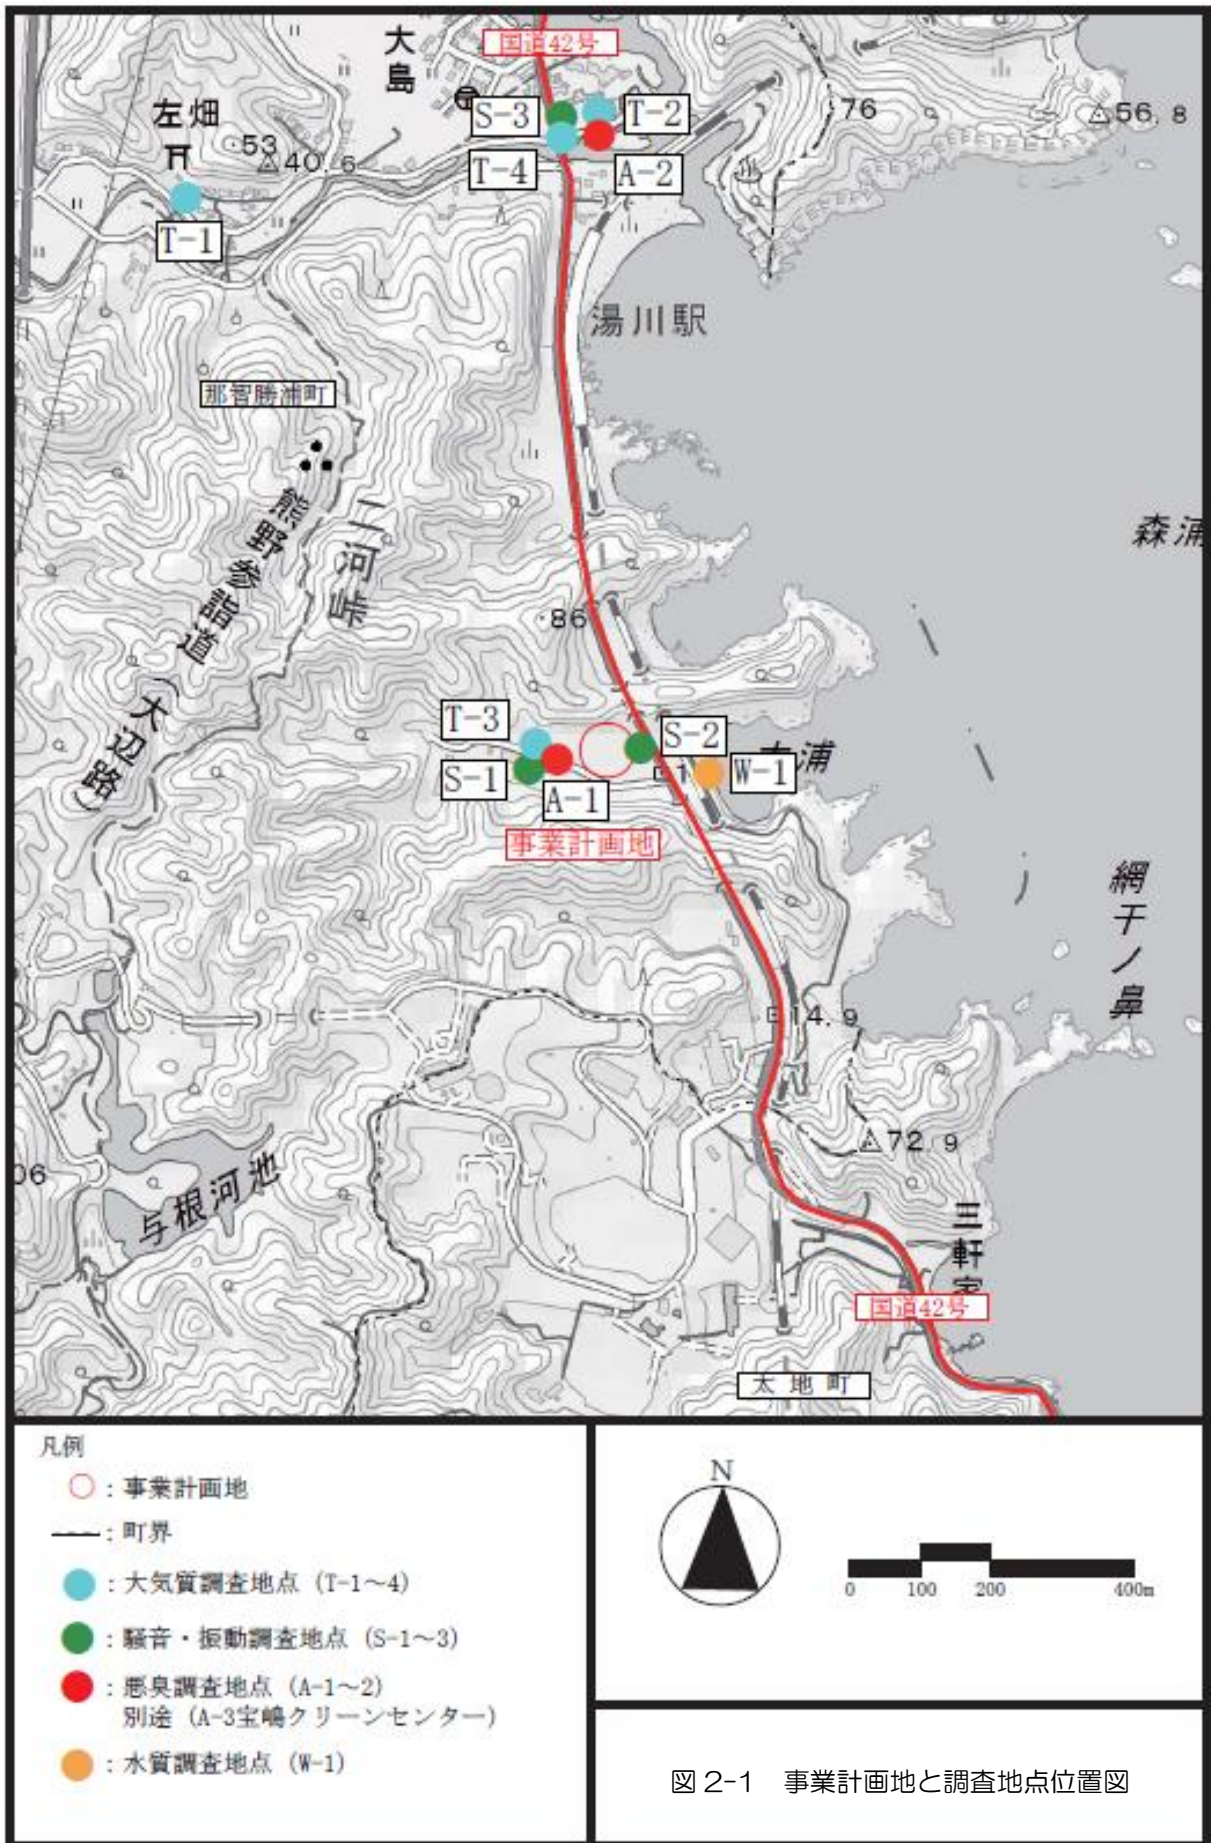 国道42号
大島
左畑
S-3
T-2
76
56.8
53
40.6
T-4
A-2
T-1
湯川駅
那智勝浦町
熊野参詣道
(大辺路)
二河峠
森浦
86
T-3
S-2
S-1
A-1
W-1
浦
事業計画地
網干ノ鼻
14.9
72.9
06
与根河池
三軒家
国道42号
太地町
凡例
○:事業計画地
:町界
:大気質調査地点 (T-1～4)
:騒音・振動調査地点 (S-1～3)
:悪臭調査地点 (A-1～2)
別途 (A-3宝嶋クリーンセンター)
:水質調査地点 (W-1)
N
0 100 200 400m
図 2-1 事業計画地と調査地点位置図